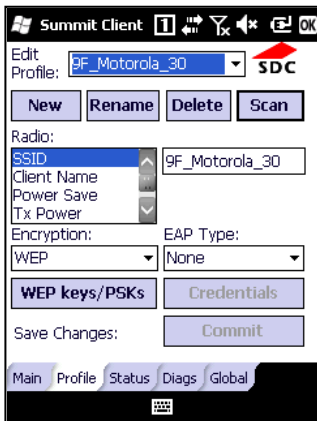 Summit Client 1 ok
Edit Profile: 9F_Motorola_30
SDC
New Rename Delete Scan
Radio:
SSID 9F_Motorola_30
Client Name
Power Save
Tx Power
Encryption: EAP Type:
WEP None
WEP keys/PSKs Credentials
Save Changes: Commit
Main Profile Status Diags Global